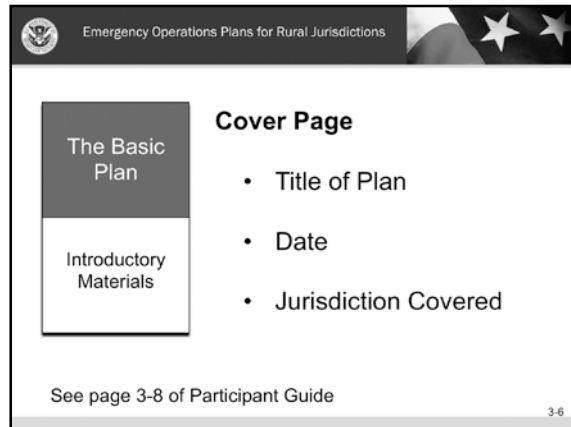 Emergency Operations Plans for Rural Jurisdictions
The Basic
Plan
Introductory
Materials
Cover Page
• Title of Plan
• Date
• Jurisdiction Covered
See page 3-8 of Participant Guide
3-6